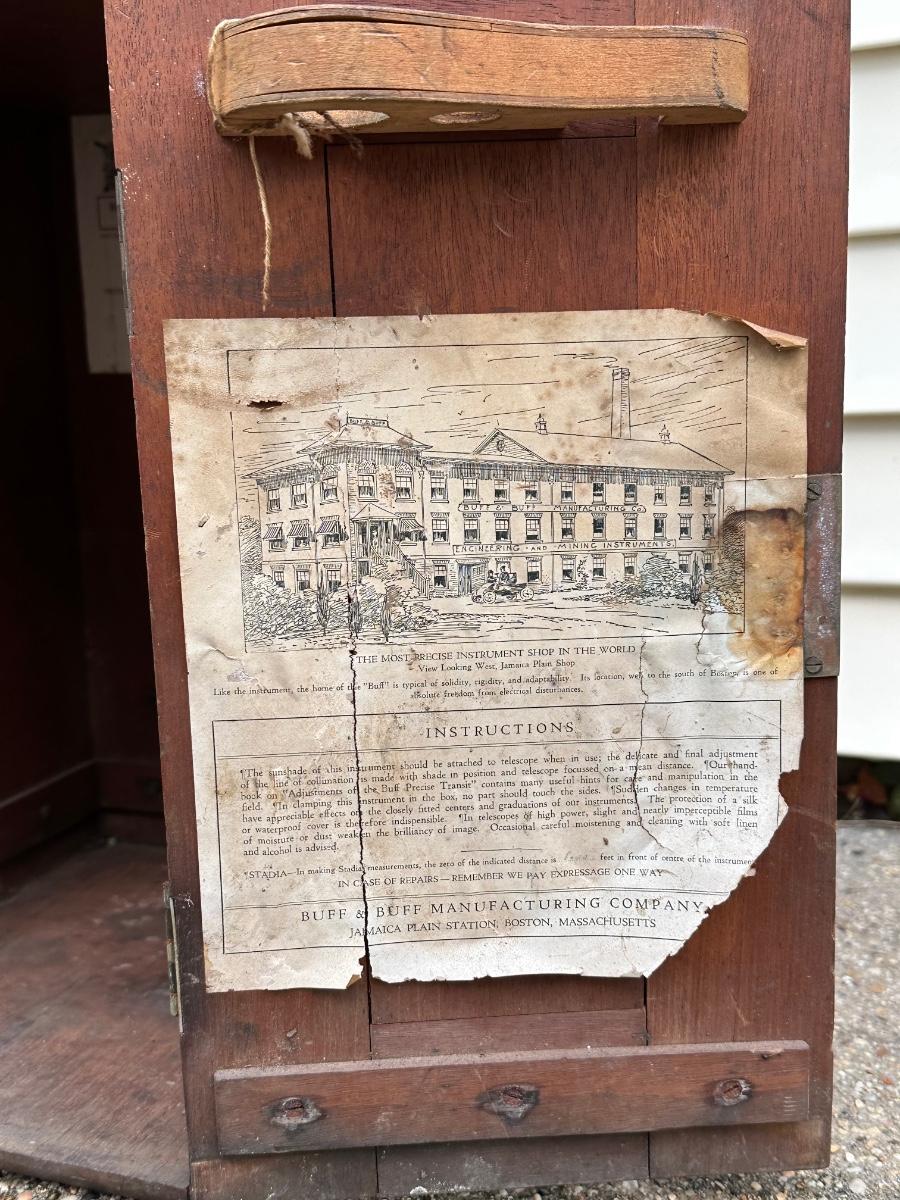 BUFF & BUFF
BUFF & BUFF MANUFACTURING CO.
ENGINEERING AND MINING INSTRUMENTS
THE MOST PRECISE INSTRUMENT SHOP IN THE WORLD
View Looking West, Jamaica Plain Shop
Like the instrument, the home of the "Buff" is typical of solidity, rigidity, and adaptability. Its location, well to the south of Boston, is one of
absolute freedom from electrical disturbances.
INSTRUCTIONS
¶The sunshade of this instrument should be attached to telescope when in use; the delicate and final adjustment
of the line of collimation is made with shade in position and telescope focussed on a mean distance. ¶Our hand-
book on "Adjustments of the Buff Precise Transit" contains many useful hints for care and manipulation in the
field. ¶In clamping this instrument in the box, no part should touch the sides. ¶Sudden changes in temperature
have appreciable effects on the closely fitted centers and graduations of our instruments. The protection of a silk
or waterproof cover is therefore indispensible. ¶In telescopes of high power, slight and nearly imperceptible films
of moisture or dust weaken the brilliancy of image. Occasional careful moistening and cleaning with soft linen
and alcohol is advised.
¶STADIA—In making Stadia measurements, the zero of the indicated distance is feet in front of centre of the instrument
IN CASE OF REPAIRS—REMEMBER WE PAY EXPRESSAGE ONE WAY
BUFF & BUFF MANUFACTURING COMPANY
JAMAICA PLAIN STATION, BOSTON, MASSACHUSETTS